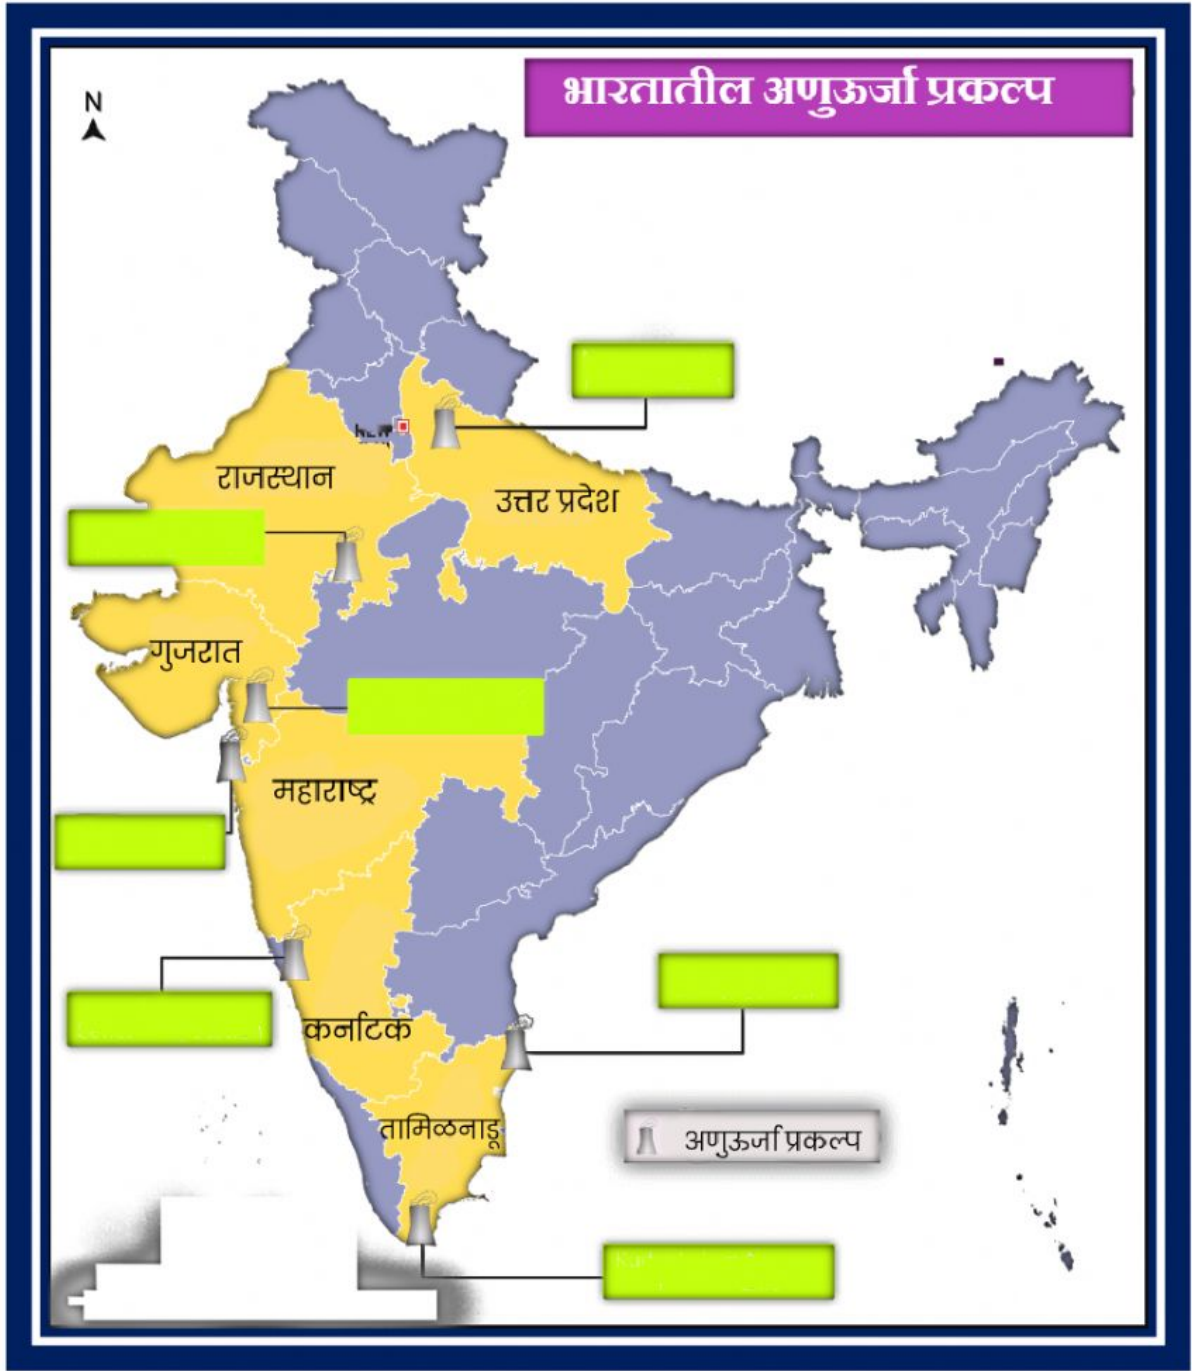 भारतातील अणुऊर्जा प्रकल्प
N
राजस्थान
उत्तर प्रदेश
गुजरात
महाराष्ट्र
कर्नाटक
तामिळनाडू
अणुऊर्जा प्रकल्प